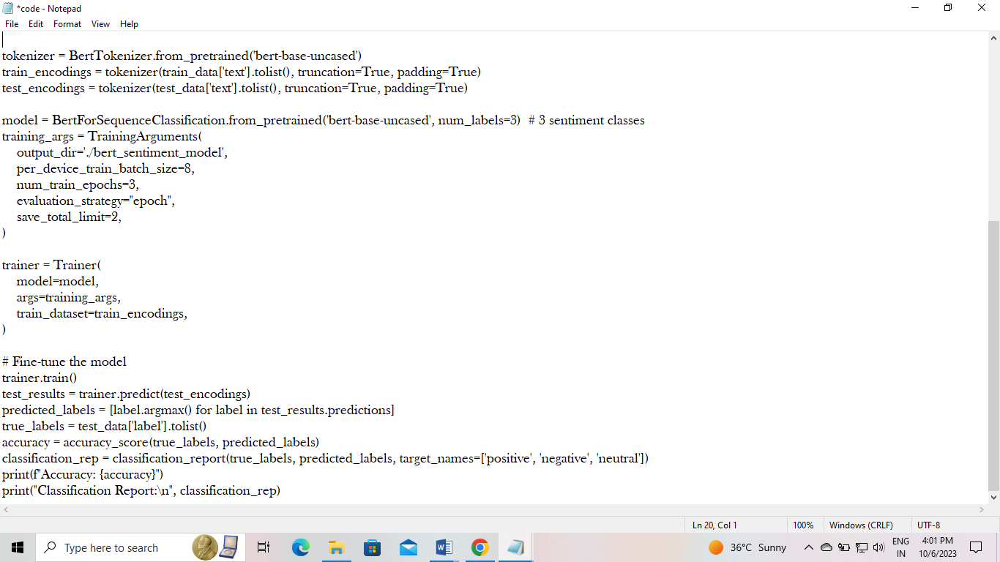 *code - Notepad
File Edit Format View Help
tokenizer = BertTokenizer.from_pretrained('bert-base-uncased')
train_encodings = tokenizer(train_data['text'].tolist(), truncation=True, padding=True)
test_encodings = tokenizer(test_data['text'].tolist(), truncation=True, padding=True)
model = BertForSequenceClassification.from_pretrained('bert-base-uncased', num_labels=3)  # 3 sentiment classes
training_args = TrainingArguments(
    output_dir='./bert_sentiment_model',
    per_device_train_batch_size=8,
    num_train_epochs=3,
    evaluation_strategy="epoch",
    save_total_limit=2,
)
trainer = Trainer(
    model=model,
    args=training_args,
    train_dataset=train_encodings,
)
# Fine-tune the model
trainer.train()
test_results = trainer.predict(test_encodings)
predicted_labels = [label.argmax() for label in test_results.predictions]
true_labels = test_data['label'].tolist()
accuracy = accuracy_score(true_labels, predicted_labels)
classification_rep = classification_report(true_labels, predicted_labels, target_names=['positive', 'negative', 'neutral'])
print(f"Accuracy: {accuracy}")
print("Classification Report:\n", classification_rep)
Ln 20, Col 1 100% Windows (CRLF) UTF-8
Type here to search 36°C Sunny ENG 4:01 PM
IN 10/6/2023